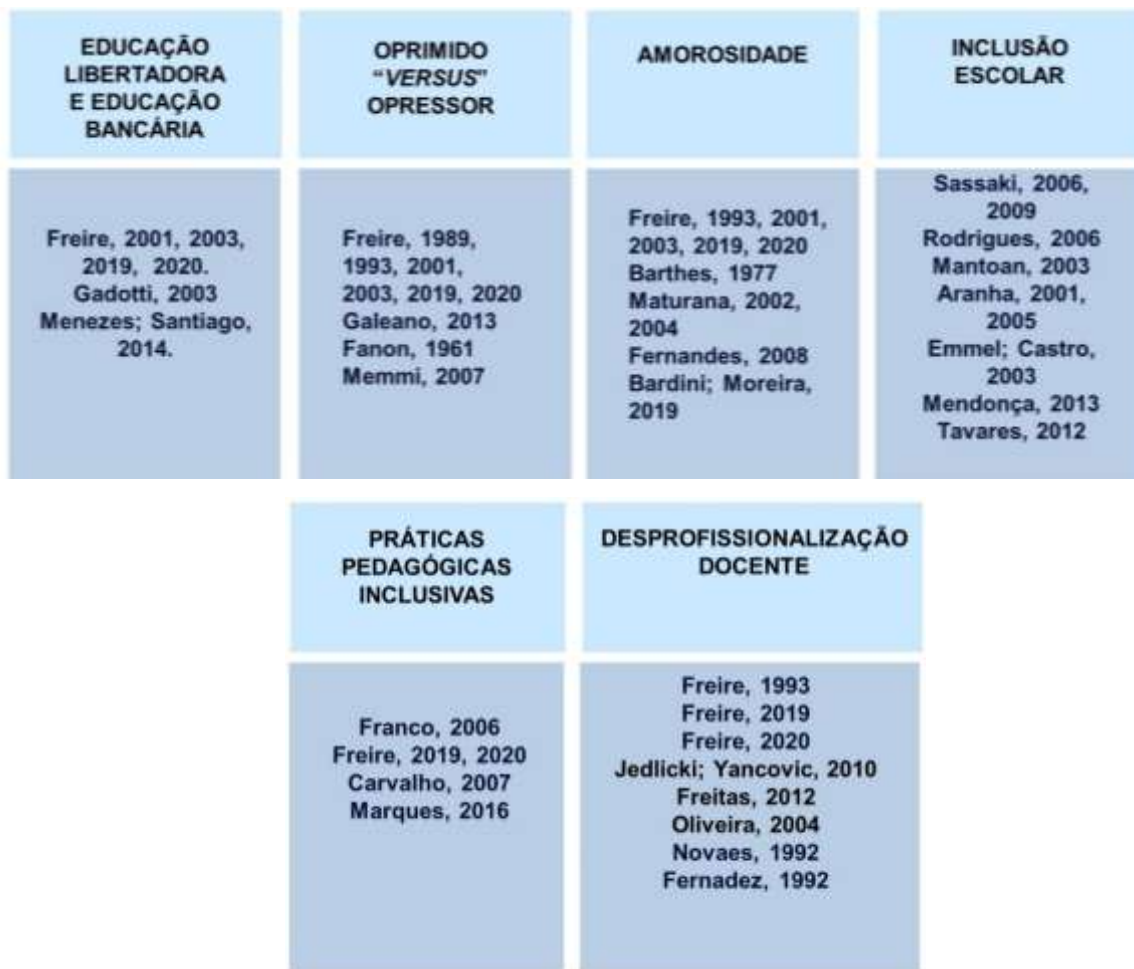 EDUCAÇÃO
LIBERTADORA
E EDUCAÇÃO
BANCÁRIA
Freire, 2001, 2003,
2019, 2020.
Gadotti, 2003
Menezes; Santiago,
2014.
OPRIMIDO
“VERSUS”
OPRESSOR
Freire, 1989,
1993, 2001,
2003, 2019, 2020
Galeano, 2013
Fanon, 1961
Memmi, 2007
AMOROSIDADE
Freire, 1993, 2001,
2003, 2019, 2020
Barthes, 1977
Maturana, 2002,
2004
Fernandes, 2008
Bardini; Moreira,
2019
INCLUSÃO
ESCOLAR
Sassaki, 2006,
2009
Rodrigues, 2006
Mantoan, 2003
Aranha, 2001,
2005
Emmel; Castro,
2003
Mendonça, 2013
Tavares, 2012
PRÁTICAS
PEDAGÓGICAS
INCLUSIVAS
Franco, 2006
Freire, 2019, 2020
Carvalho, 2007
Marques, 2016
DESPROFISSIONALIZAÇÃO
DOCENTE
Freire, 1993
Freire, 2019
Freire, 2020
Jedlicki; Yancovic, 2010
Freitas, 2012
Oliveira, 2004
Novaes, 1992
Fernadez, 1992